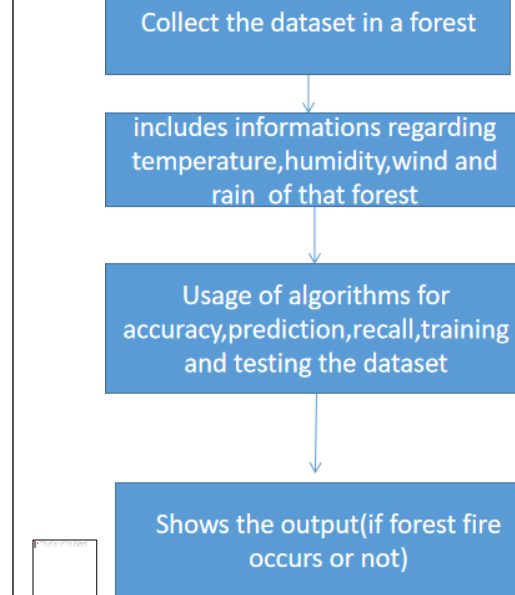 Collect the dataset in a forest
includes informations regarding
temperature,humidity,wind and
rain of that forest
Usage of algorithms for
accuracy,prediction,recall,training
and testing the dataset
Shows the output(if forest fire
occurs or not)